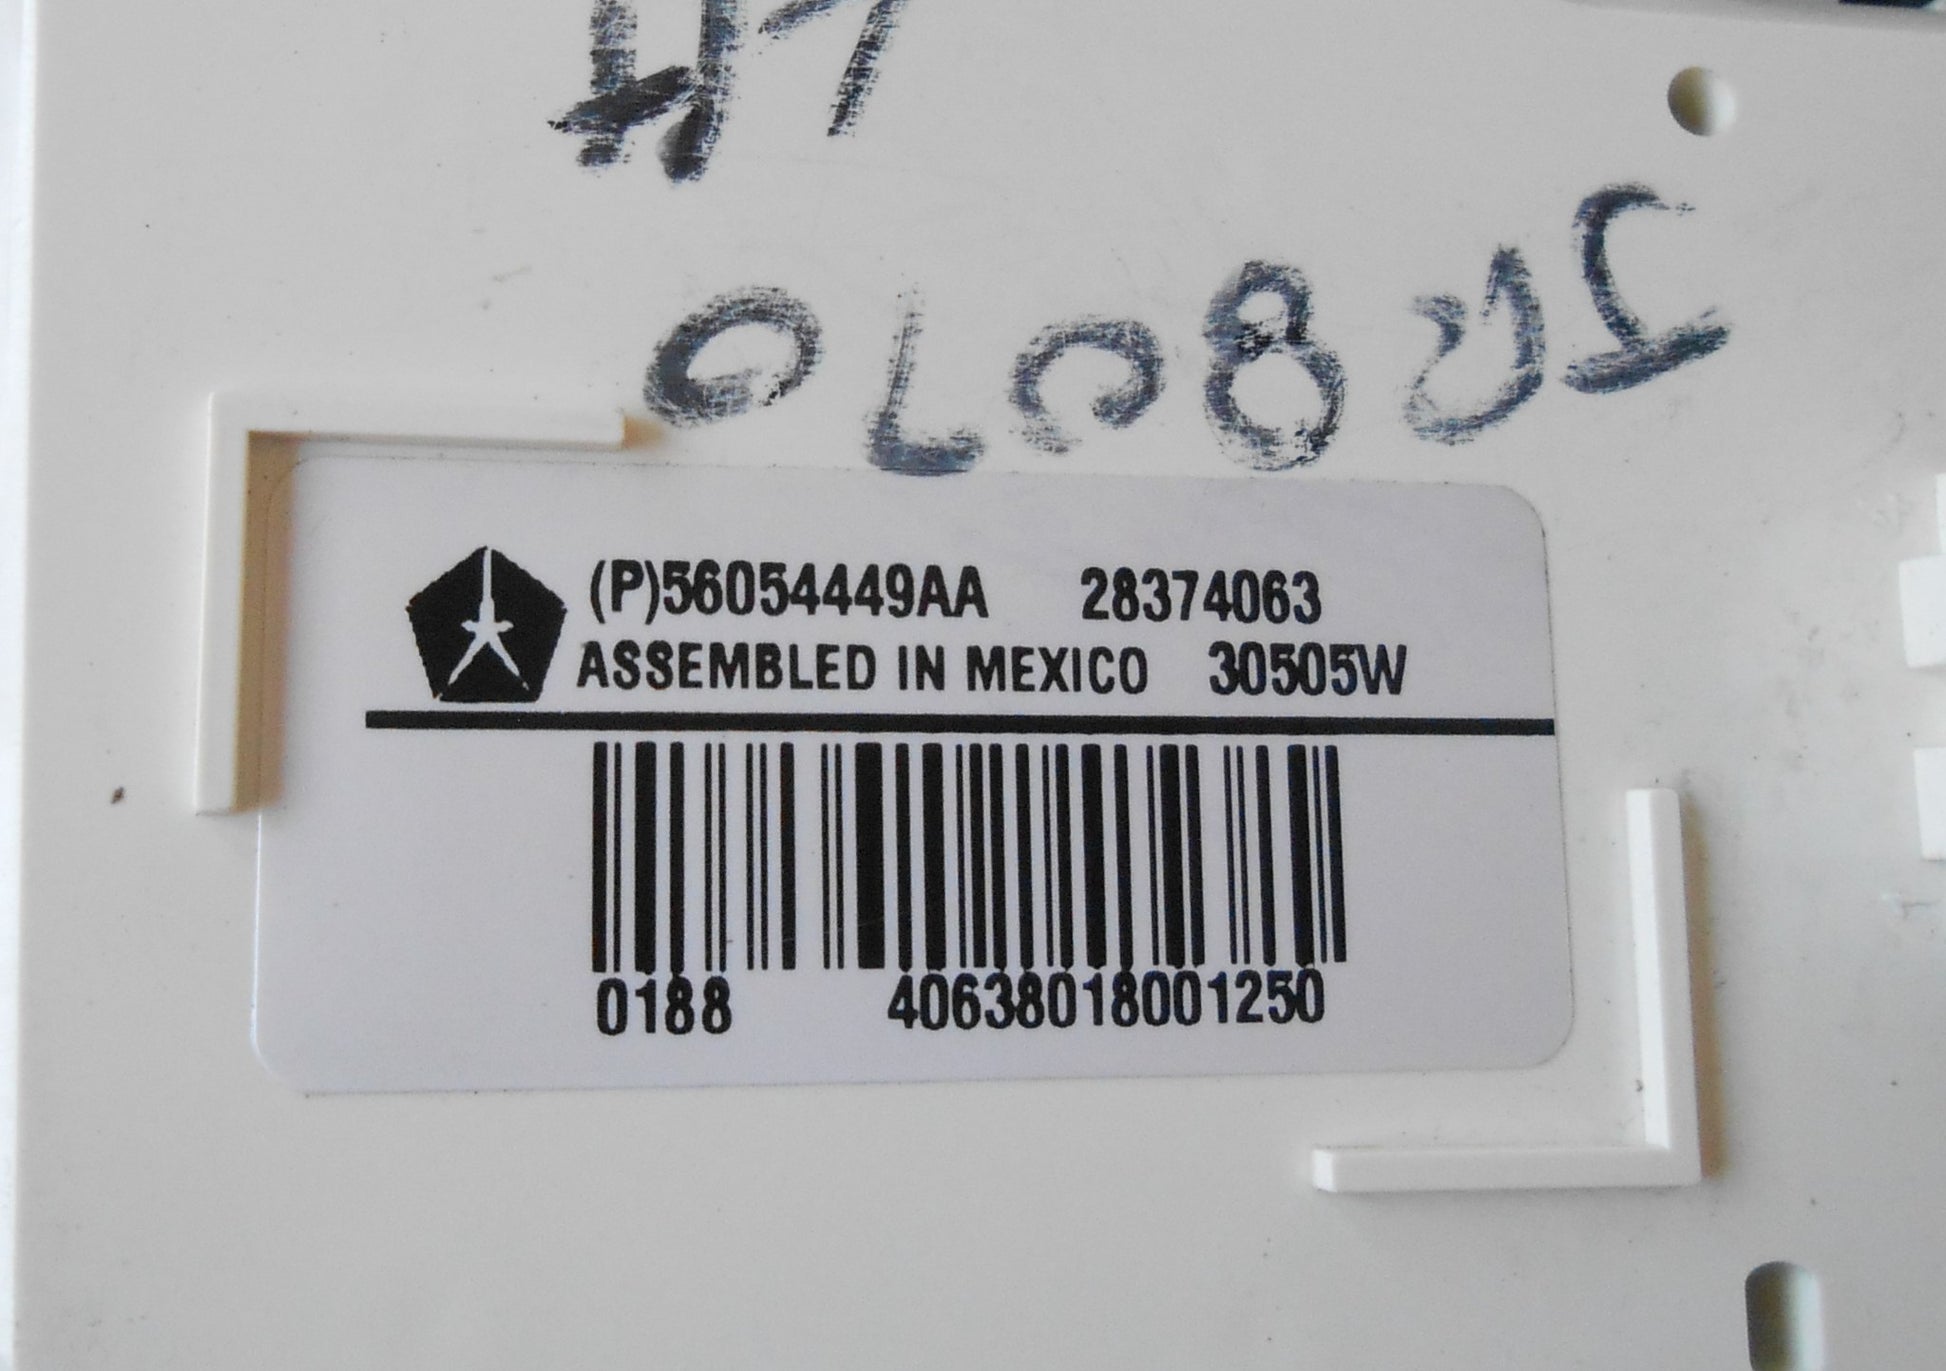 (P)56054449AA 28374063
ASSEMBLED IN MEXICO 30505W
0188 40638018001250